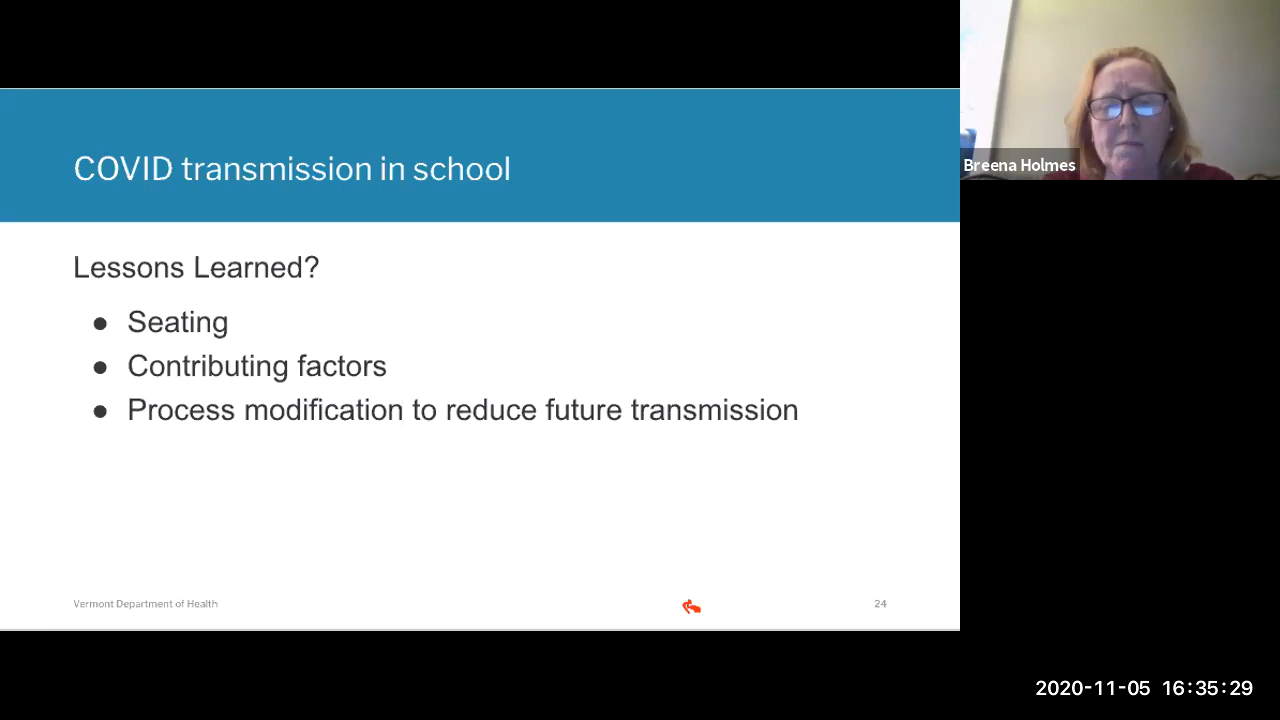 COVID transmission in school
Breena Holmes
Lessons Learned?
● Seating
● Contributing factors
● Process modification to reduce future transmission
Vermont Department of Health
24
2020-11-05 16:35:29